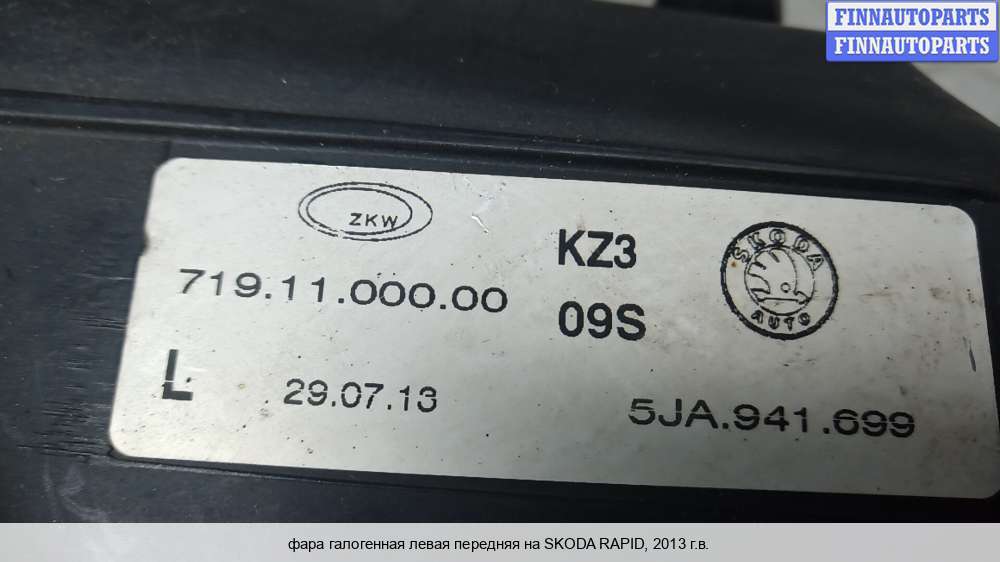 FINNAUTOPARTS
FINNAUTOPARTS
ZKW
719.11.000.00
KZ3
09S
ŠKODA
AUTO
L
29.07.13
5JA.941.699
фара галогенная левая передняя на SKODA RAPID, 2013 г.в.